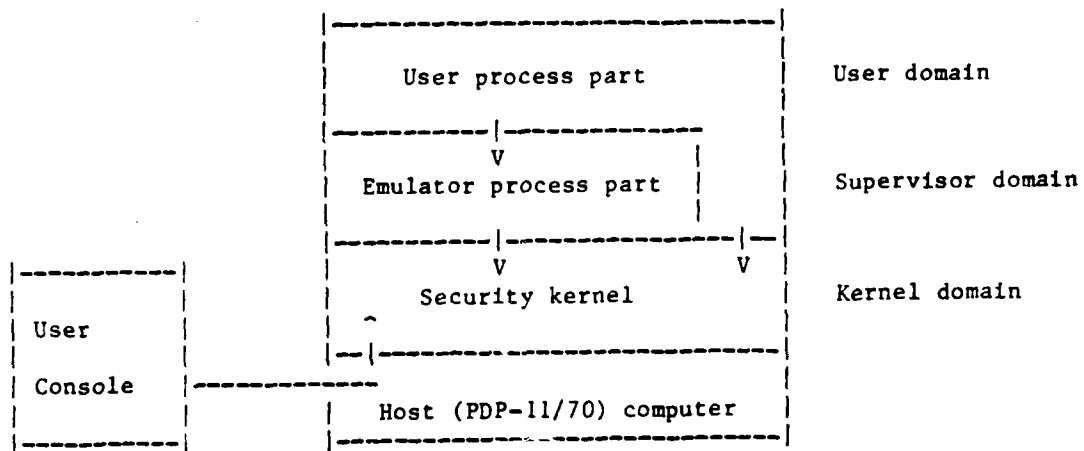 User process part
User domain
V
Emulator process part
Supervisor domain
V V
Security kernel
Kernel domain
User
Console
Host (PDP-11/70) computer